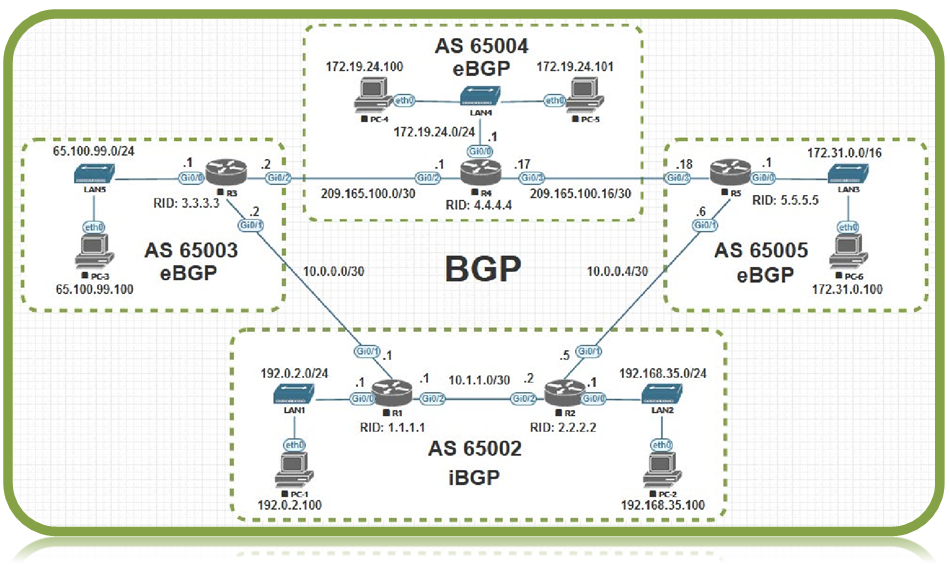 AS 65004
eBGP
172.19.24.100
172.19.24.101
eth0
eth0
PC-4
LAN4
PC-5
172.19.24.0/24
.1
Gi0/0
65.100.99.0/24
.1
.2
Gi0/0
Gi0/2
LAN5
R3
RID: 3.3.3.3
.2
Gi0/1
eth0
PC-3
65.100.99.100
AS 65003
eBGP
.1
.17
Gi0/2
Gi0/3
R4
209.165.100.0/30
209.165.100.16/30
RID: 4.4.4.4
172.31.0.0/16
.18
.1
Gi0/3
Gi0/0
R5
LAN3
RID: 5.5.5.5
.6
Gi0/1
eth0
PC-6
172.31.0.100
AS 65005
eBGP
BGP
10.0.0.0/30
10.0.0.4/30
Gi0/1
.1
.5
Gi0/1
192.0.2.0/24
.1
.1
10.1.1.0/30
.2
.1
192.168.35.0/24
Gi0/0
Gi0/2
Gi0/2
Gi0/0
LAN1
R1
R2
LAN2
RID: 1.1.1.1
RID: 2.2.2.2
eth0
eth0
AS 65002
iBGP
PC-1
PC-2
192.0.2.100
192.168.35.100